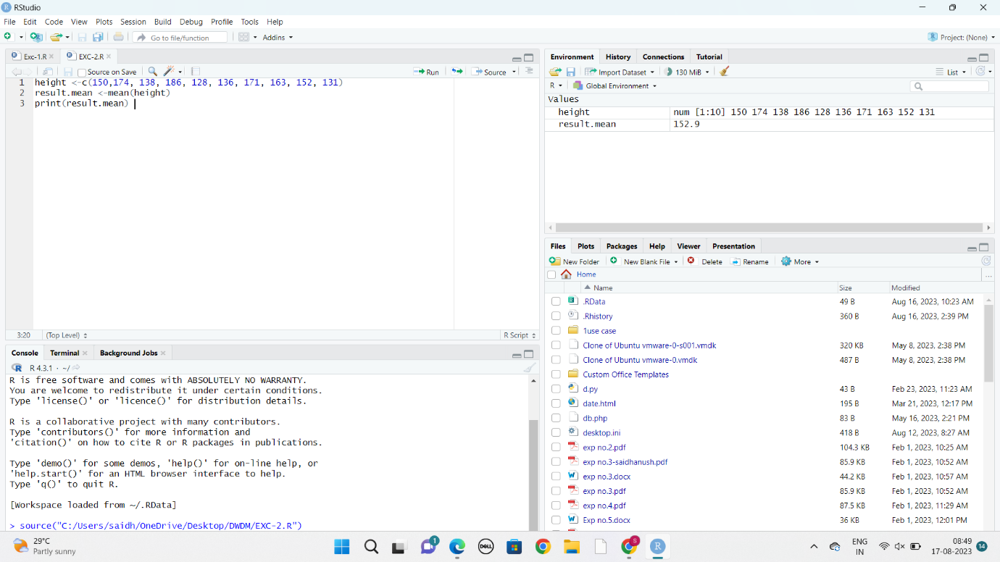 RStudio
File Edit Code View Plots Session Build Debug Profile Tools Help
Go to file/function Addins Project: (None)
Exc-1.R EXC-2.R
Source on Save Run Source
1 height <-c(150,174, 138, 186, 128, 136, 171, 163, 152, 131)
2 result.mean <-mean(height)
3 print(result.mean)
3:20 (Top Level) R Script
Console Terminal Background Jobs
R 4.3.1 · ~/
R is free software and comes with ABSOLUTELY NO WARRANTY.
You are welcome to redistribute it under certain conditions.
Type 'license()' or 'licence()' for distribution details.
R is a collaborative project with many contributors.
Type 'contributors()' for more information and
'citation()' on how to cite R or R packages in publications.
Type 'demo()' for some demos, 'help()' for on-line help, or
'help.start()' for an HTML browser interface to help.
Type 'q()' to quit R.
[Workspace loaded from ~/.RData]
> source("C:/Users/saidh/OneDrive/Desktop/DWDM/EXC-2.R")
Environment History Connections Tutorial
Import Dataset 130 MiB List
R Global Environment
Values
height num [1:10] 150 174 138 186 128 136 171 163 152 131
result.mean 152.9
Files Plots Packages Help Viewer Presentation
New Folder New Blank File Delete Rename More
Home ...
Name Size Modified
.RData 49 B Aug 16, 2023, 10:23 AM
.Rhistory 360 B Aug 16, 2023, 2:39 PM
1use case
Clone of Ubuntu vmware-0-s001.vmdk 320 KB May 8, 2023, 2:38 PM
Clone of Ubuntu vmware-0.vmdk 487 B May 8, 2023, 2:38 PM
Custom Office Templates
d.py 43 B Feb 23, 2023, 11:23 AM
date.html 195 B Mar 21, 2023, 12:17 PM
db.php 83 B May 16, 2023, 2:21 PM
desktop.ini 418 B Aug 12, 2023, 8:27 AM
exp no.2.pdf 104.3 KB Feb 1, 2023, 10:25 AM
exp no.3-saidhanush.pdf 85.9 KB Feb 1, 2023, 10:52 AM
exp no.3.docx 44.2 KB Feb 1, 2023, 10:57 AM
exp no.3.pdf 85.9 KB Feb 1, 2023, 10:52 AM
exp no.4.pdf 87.5 KB Feb 1, 2023, 11:29 AM
Exp no.5.docx 36 KB Feb 1, 2023, 12:01 PM
29°C
Partly sunny
1
DELL
S
R
ENG
IN
08:49
17-08-2023
14